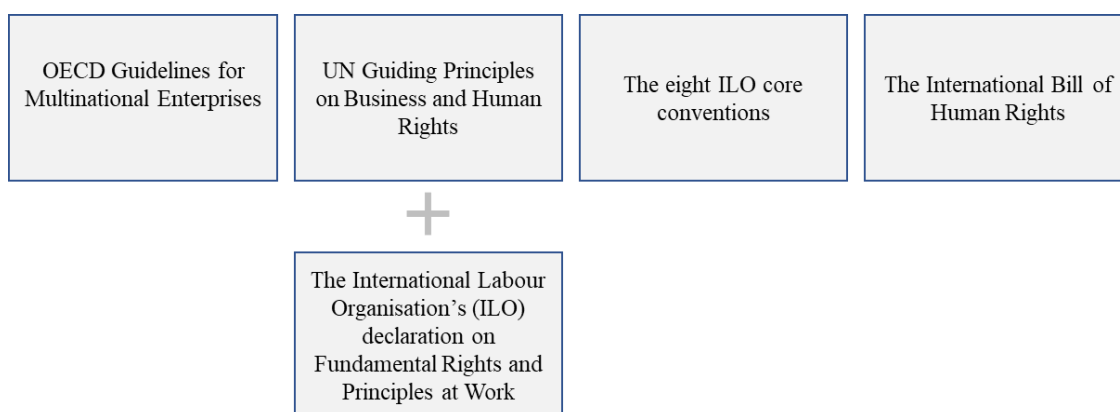 OECD Guidelines for
Multinational Enterprises
UN Guiding Principles
on Business and Human
Rights
The eight ILO core
conventions
The International Bill of
Human Rights
+
The International Labour
Organisation's (ILO)
declaration on
Fundamental Rights and
Principles at Work